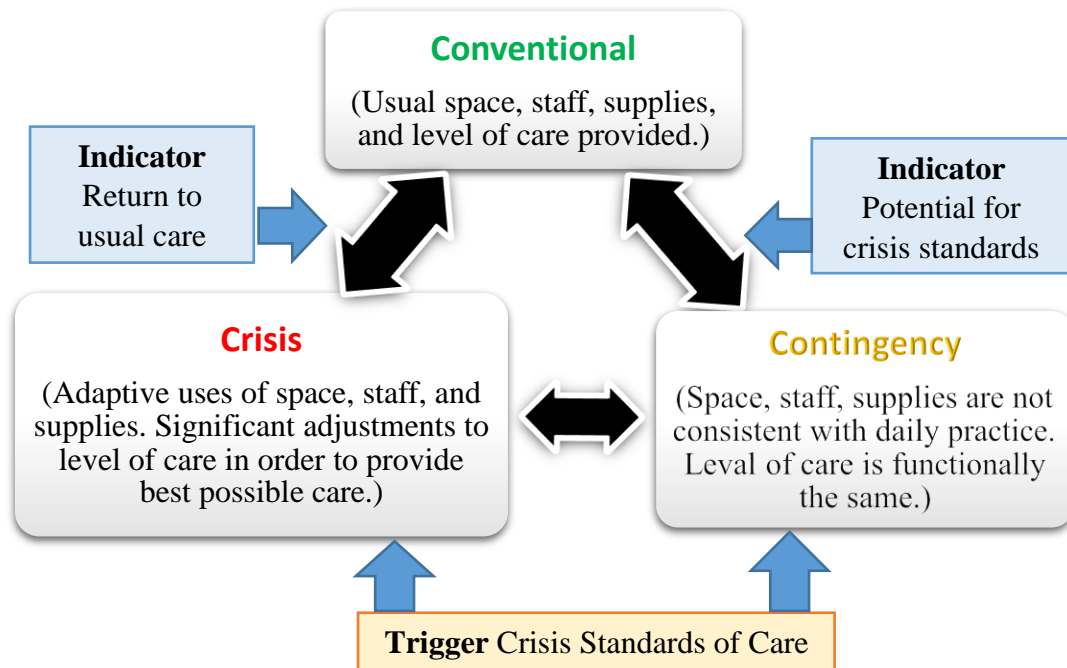 Conventional
(Usual space, staff, supplies,
and level of care provided.)
Indicator
Return to
usual care
Indicator
Potential for
crisis standards
Crisis
(Adaptive uses of space, staff, and
supplies. Significant adjustments to
level of care in order to provide
best possible care.)
Contingency
(Space, staff, supplies are not
consistent with daily practice.
Leval of care is functionally
the same.)
Trigger Crisis Standards of Care